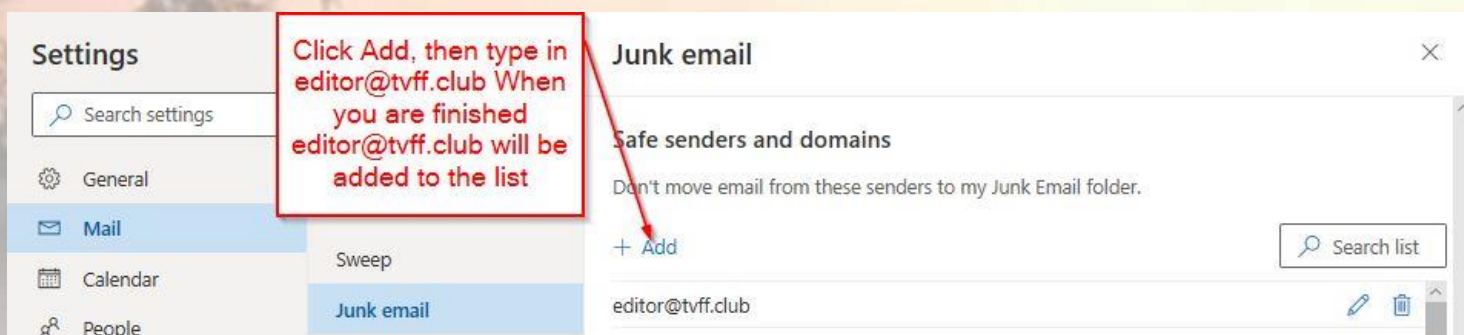 Settings
Search settings
General
Mail
Calendar
People
Click Add, then type in
editor@tvff.club When
you are finished
editor@tvff.club will be
added to the list
Sweep
Junk email
Junk email
Safe senders and domains
Don't move email from these senders to my Junk Email folder.
+ Add
Search list
editor@tvff.club